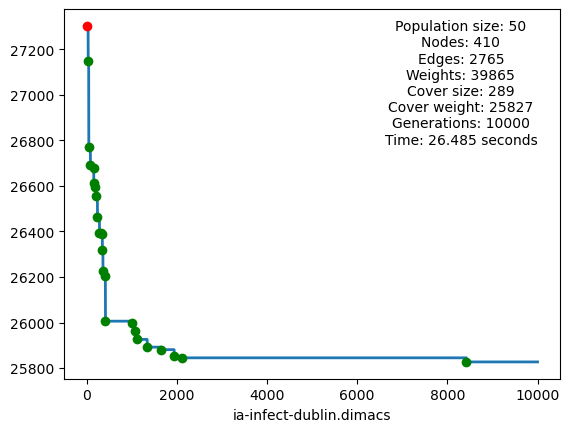 Population size: 50
Nodes: 410
Edges: 2765
Weights: 39865
Cover size: 289
Cover weight: 25827
Generations: 10000
Time: 26.485 seconds
27200
27000
26800
26600
26400
26200
26000
25800
0 2000 4000 6000 8000 10000
ia-infect-dublin.dimacs